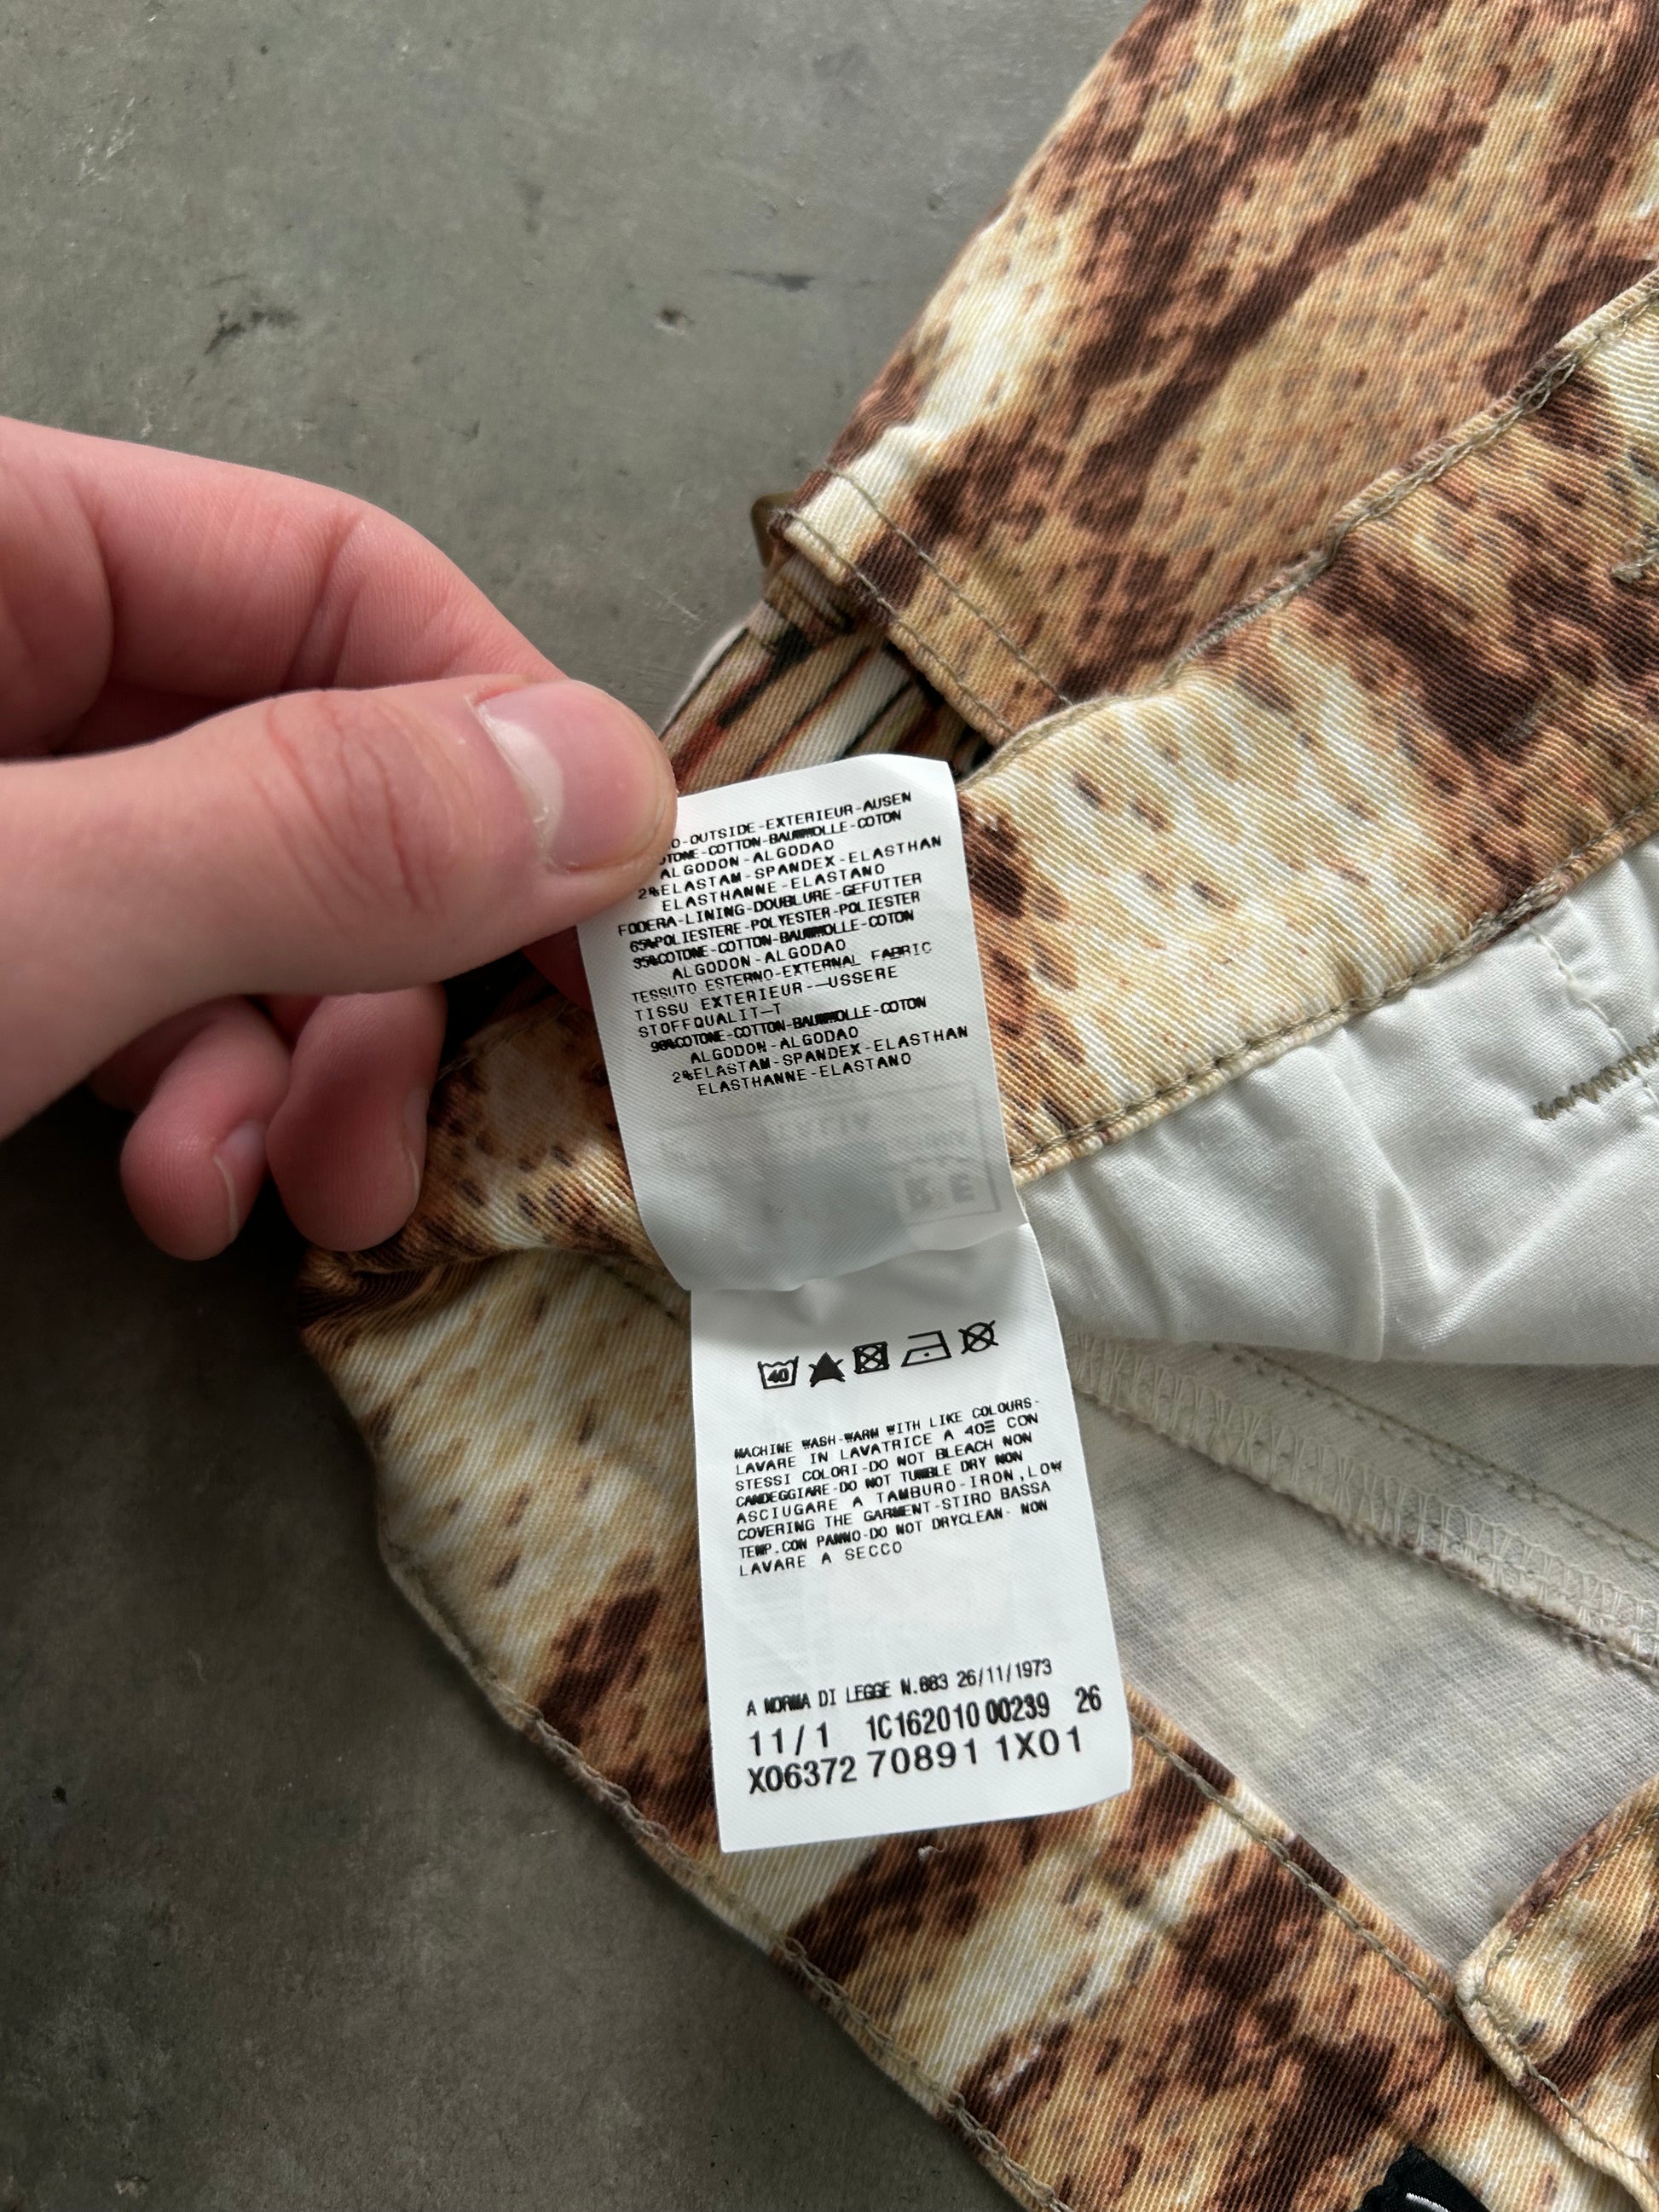 O-OUTSIDE-EXTERIEUR-AUSEN
OTONE-COTTON-BAUMWOLLE-COTON
ALGODON-ALGODAO
2%ELASTAM-SPANDEX-ELASTHAN
ELASTHANNE-ELASTANO
FODERA-LINING-DOUBLURE-GEFUTTER
65%POLIESTERE-POLYESTER-POLIESTER
35%COTONE-COTTON-BAUMWOLLE-COTON
ALGODON-ALGODAO
TESSUTO ESTERNO-EXTERNAL FABRIC
TISSU EXTERIEUR-—USSERE
STOFFQUALIT—T
98%COTONE-COTTON-BAUMWOLLE-COTON
ALGODON-ALGODAO
2%ELASTAM-SPANDEX-ELASTHAN
ELASTHANNE-ELASTANO
40
MACHINE WASH-WARM WITH LIKE COLOURS-
LAVARE IN LAVATRICE A 40Ξ CON
STESSI COLORI-DO NOT BLEACH NON
CANDEGGIARE-DO NOT TUMBLE DRY NON
ASCIUGARE A TAMBURO-IRON,LOW
COVERING THE GARMENT-STIRO BASSA
TEMP.CON PANNO-DO NOT DRYCLEAN- NON
LAVARE A SECCO
A NORMA DI LEGGE N.883 26/11/1973
11/1 1C162010 00239 26
X06372 70891 1X01